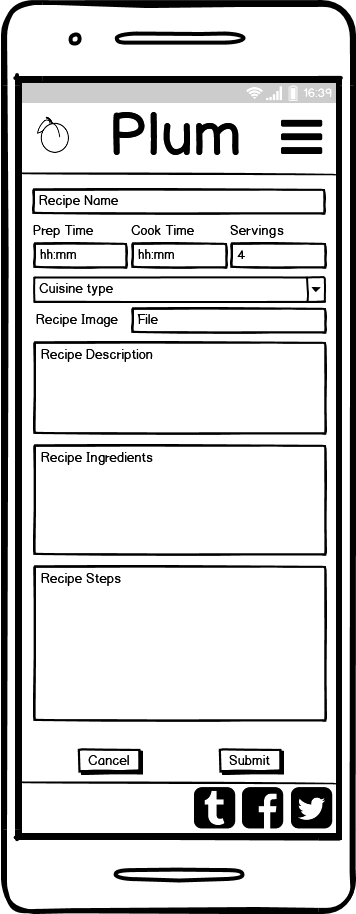 16:39
Plum
Recipe Name
Prep Time Cook Time Servings
hh:mm hh:mm 4
Cuisine type
Recipe Image File
Recipe Description
Recipe Ingredients
Recipe Steps
Cancel Submit